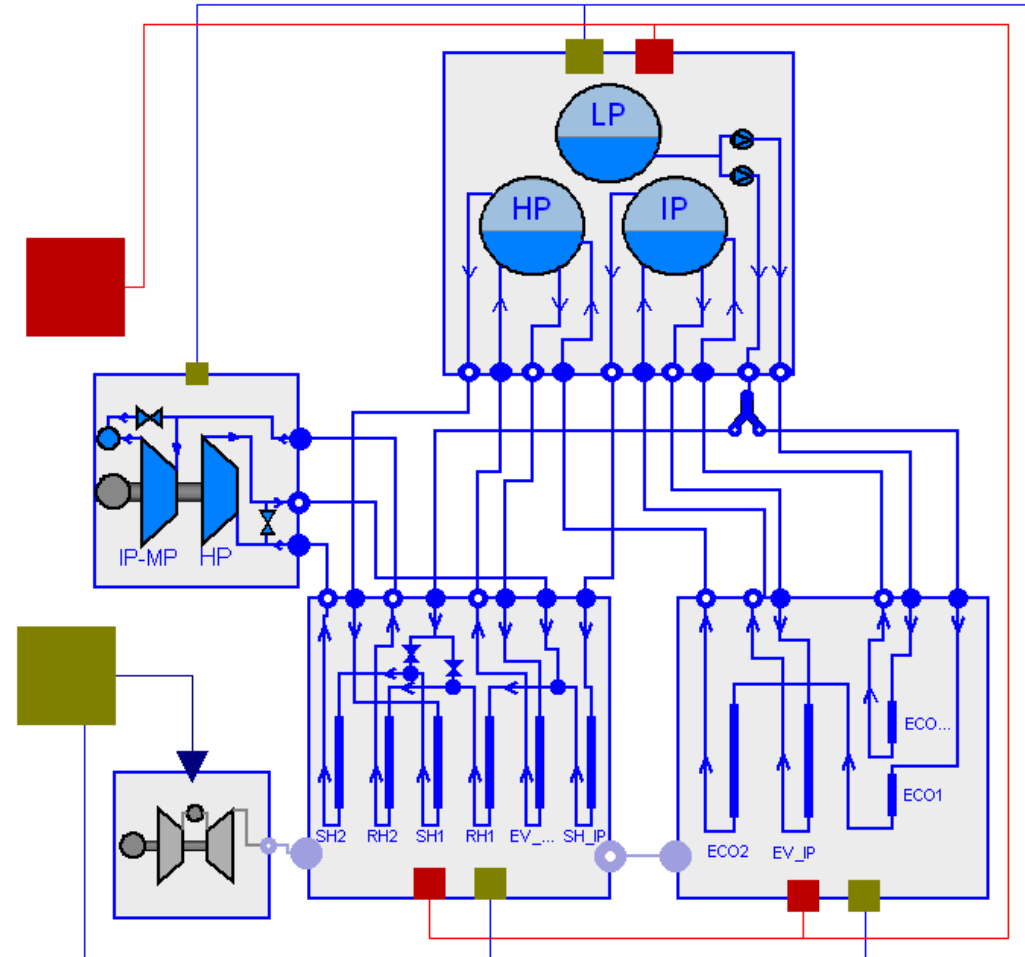 LP
HP
IP
IP-MP
HP
SH2
RH2
SH1
RH1
EV_...
SH_IP
ECO...
ECO1
ECO2
EV_IP